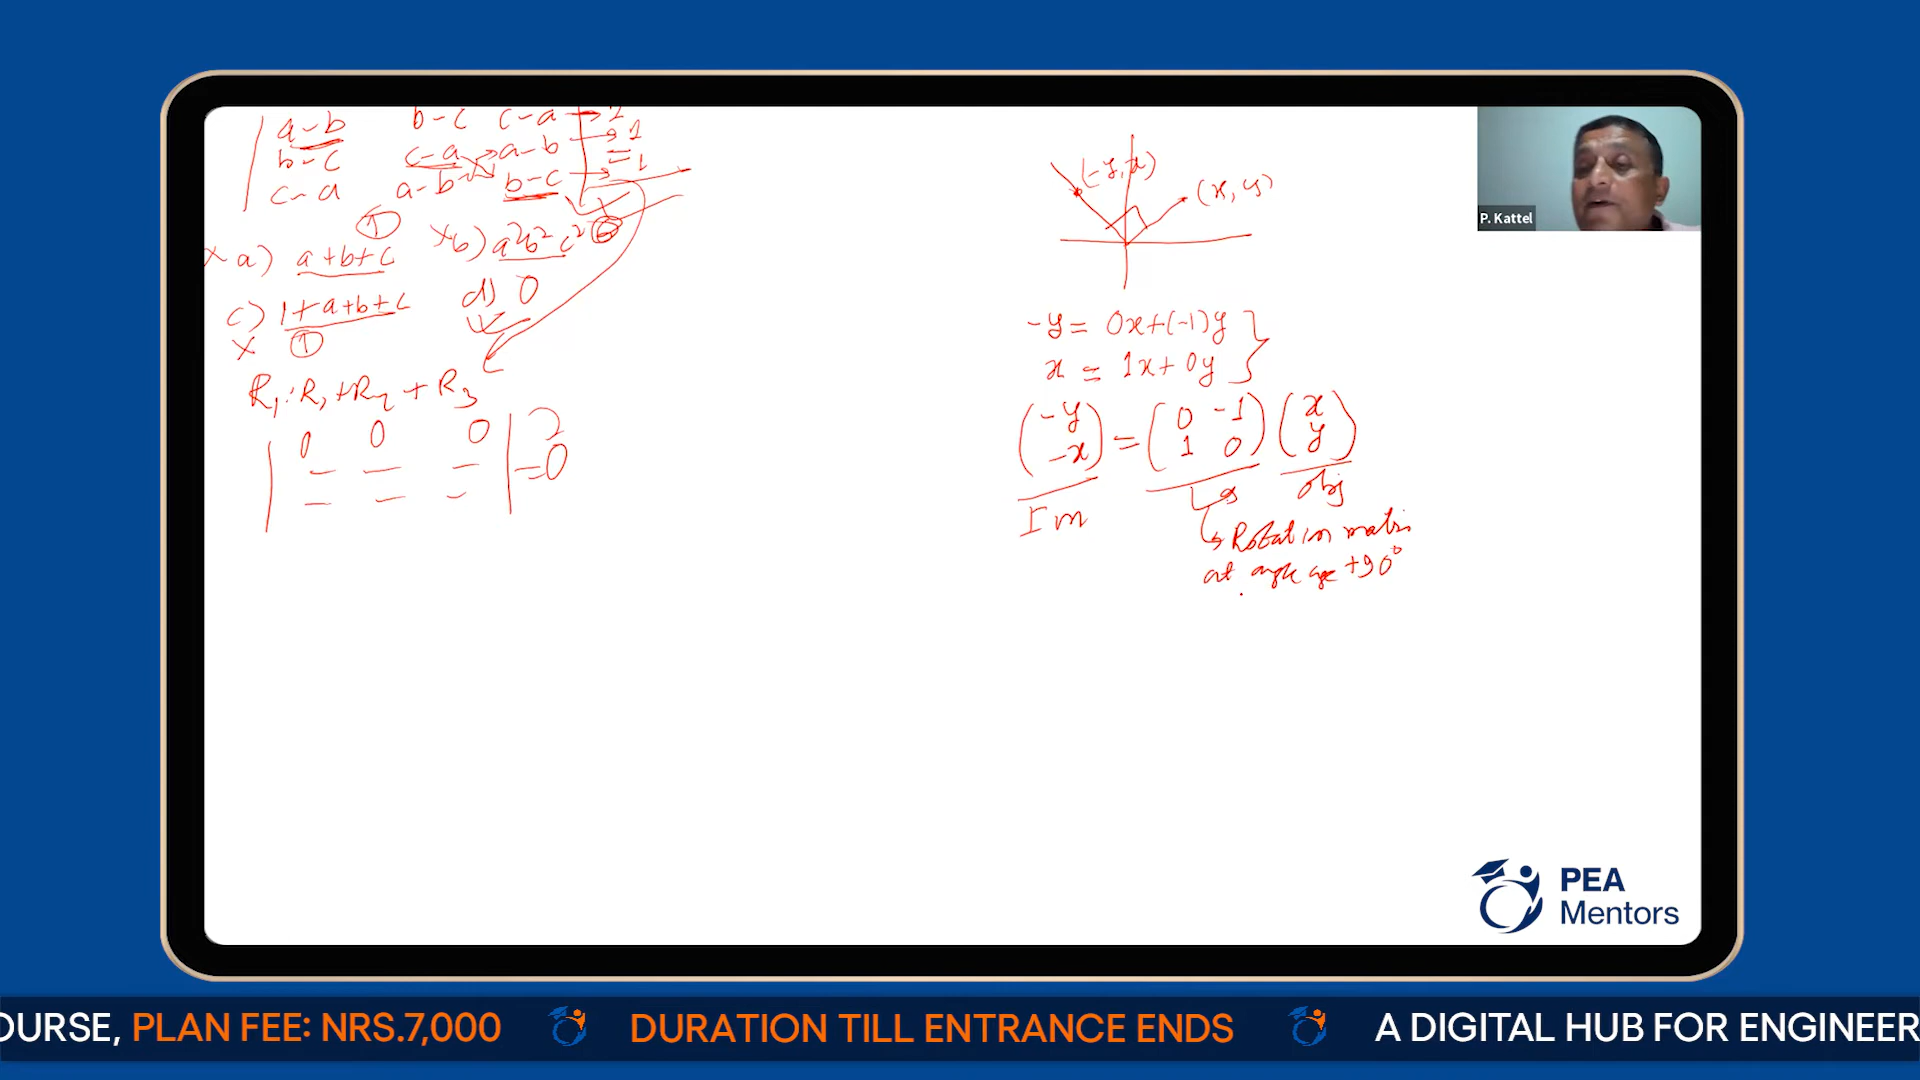 a-b b-c c-a → 1
b-c c-a a-b → 1
c-a a-b b-c →
x a) a+b+c x b) a²b²c²
c) 1+a+b+c d) 0
x
R₁: R₁+R₂+R₃
0 0 0
=0
(-y, x)
(x, y)
-y = 0x+(-1)y
x = 1x+0y
(-y) = (0 -1) (x)
(-x) (1 0) (y)
Im
obj
→ Rotation matrix
at angle +90°
P. Kattel
PEA
Mentors
OURSE, PLAN FEE: NRS.7,000 DURATION TILL ENTRANCE ENDS A DIGITAL HUB FOR ENGINEER